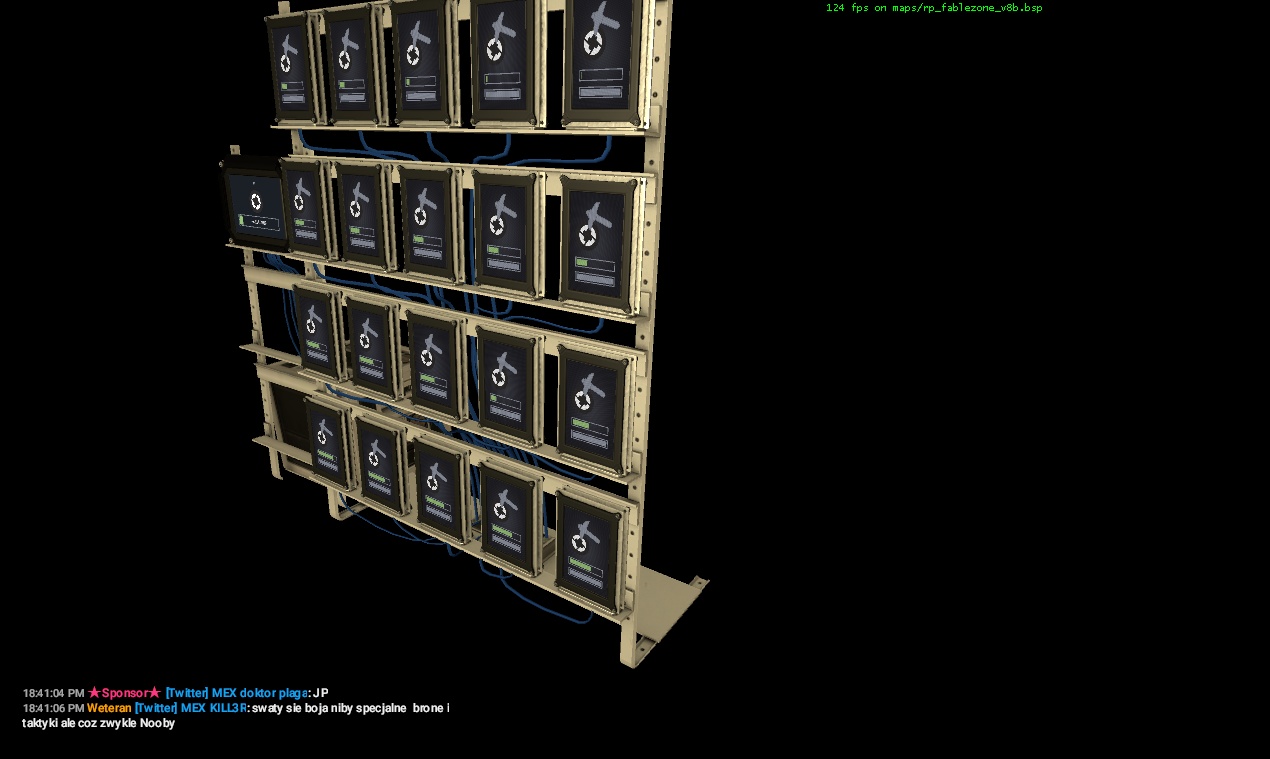 124 fps on maps/rp_fablezone_v8b.bsp
18:41:04 PM ★Sponsor★ [Twitter] MEX doktor plaga: JP
18:41:06 PM Weteran [Twitter] MEX KILL3R: swaty sie boja niby specjalne brone i
taktyki ale coz zwykle Nooby